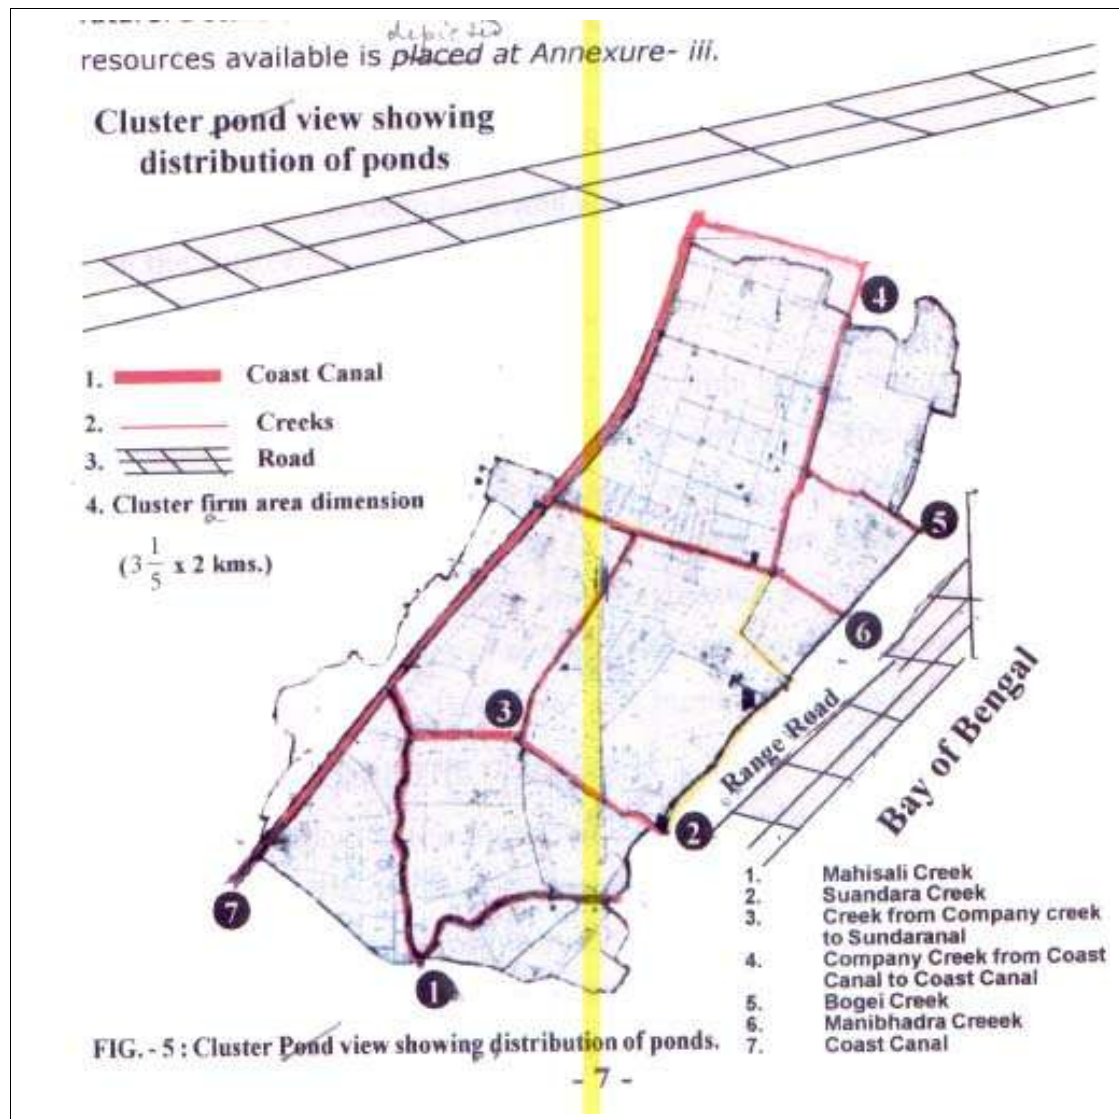 depicted
resources available is placed at Annexure- iii.
Cluster pond view showing
distribution of ponds
1. Coast Canal
2. Creeks
3. Road
4. Cluster firm area dimension
a
(3 1/5 x 2 kms.)
4
5
6
3
2
7
1
Range Road
Bay of Bengal
1. Mahisali Creek
2. Suandara Creek
3. Creek from Company creek
to Sundaranal
4. Company Creek from Coast
Canal to Coast Canal
5. Bogei Creek
6. Manibhadra Creeek
7. Coast Canal
FIG. - 5 : Cluster Pond view showing distribution of ponds.
- 7 -